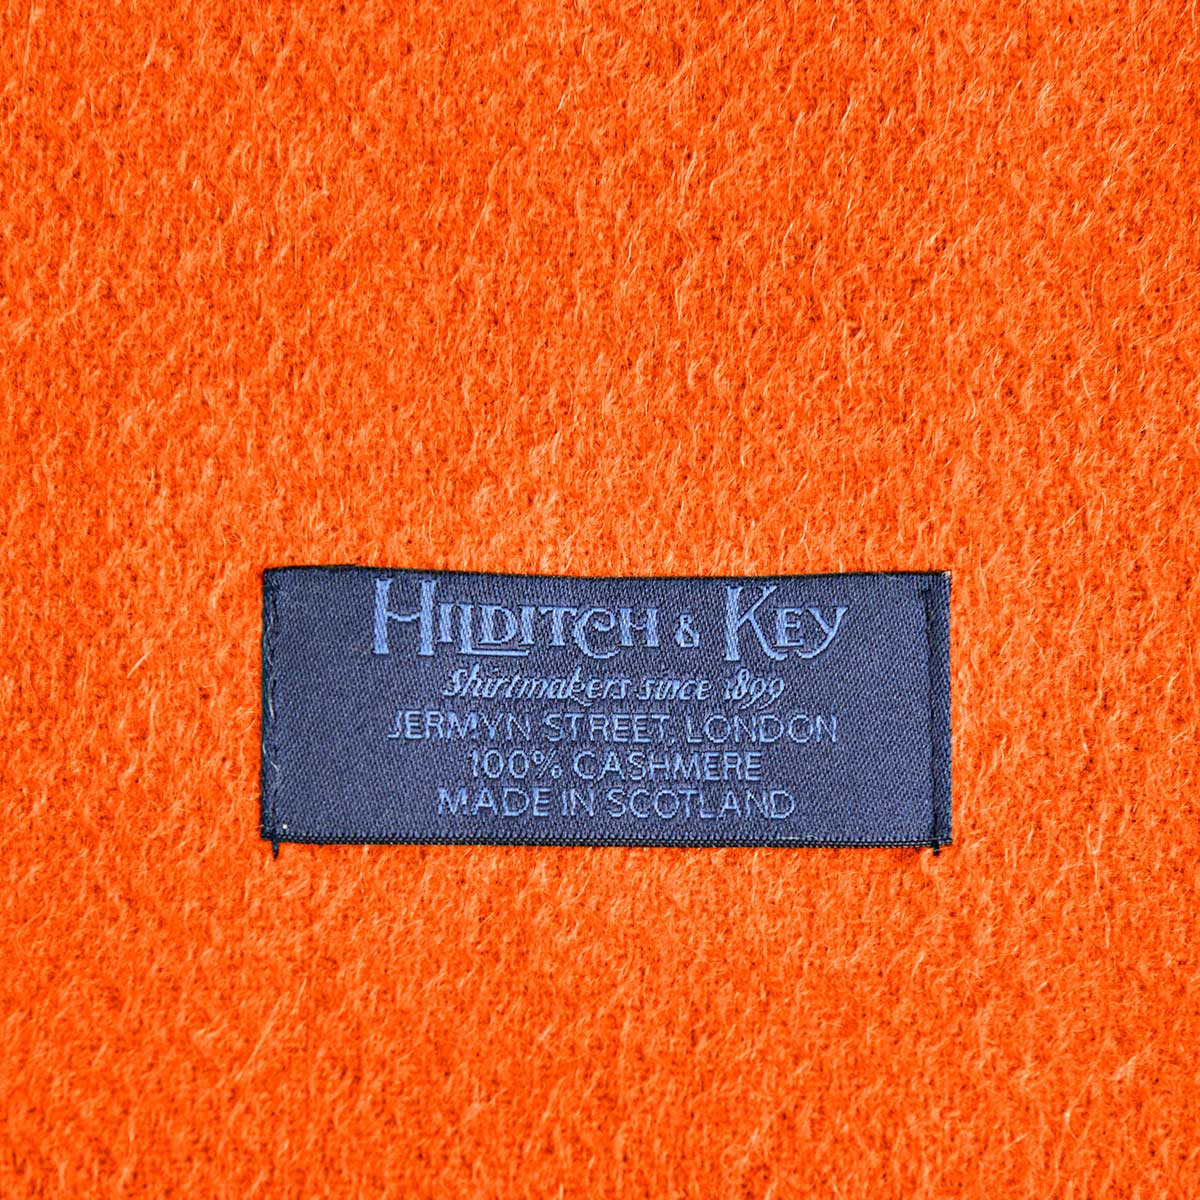 HILDITCH & KEY
Shirtmakers since 1899
JERMYN STREET, LONDON
100% CASHMERE
MADE IN SCOTLAND